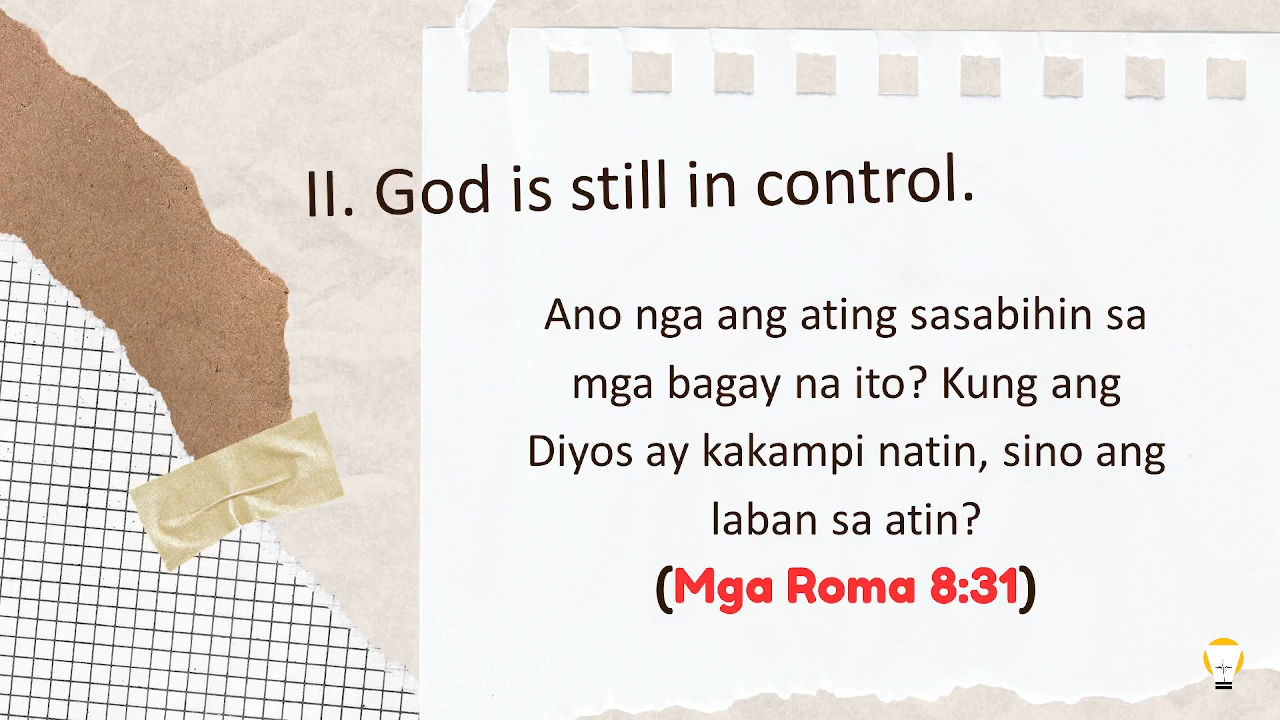 II. God is still in control.
Ano nga ang ating sasabihin sa
mga bagay na ito? Kung ang
Diyos ay kakampi natin, sino ang
laban sa atin?
(Mga Roma 8:31)